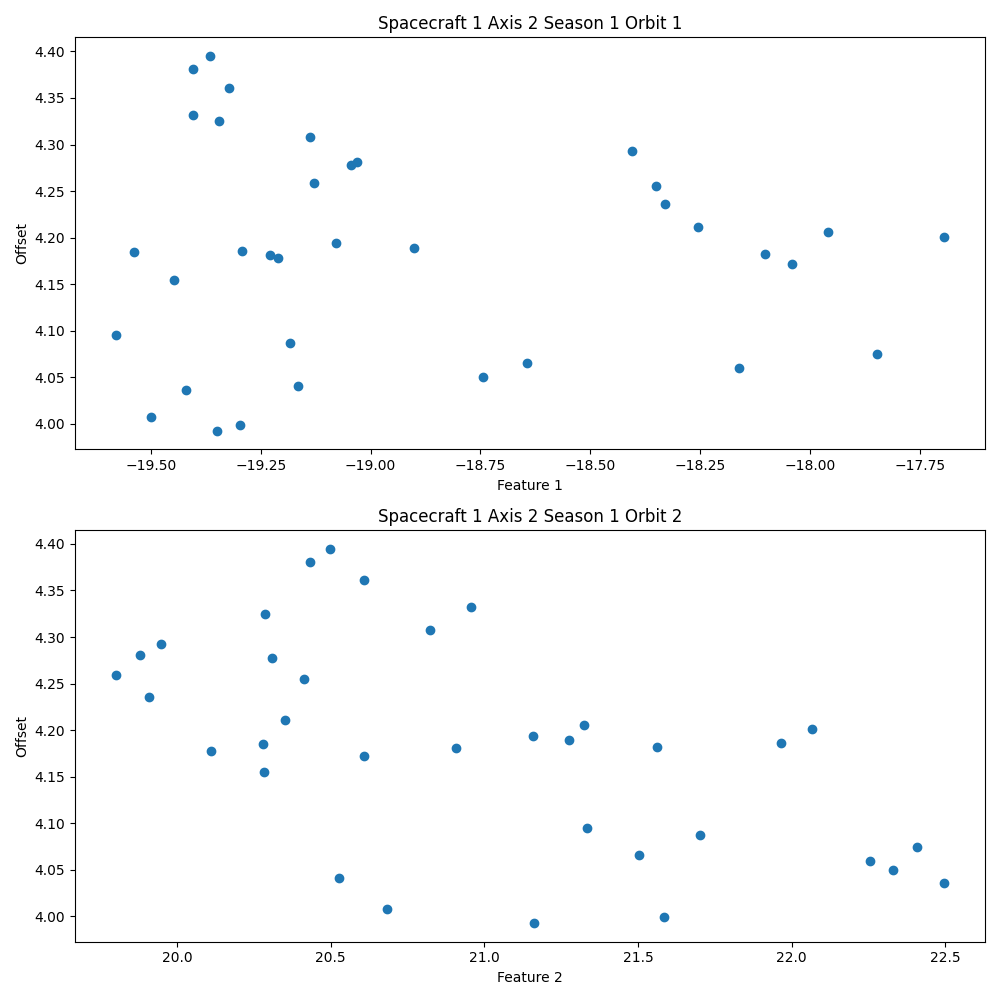 Spacecraft 1 Axis 2 Season 1 Orbit 1
4.40
4.35
4.30
4.25
4.20
4.15
4.10
4.05
4.00
Offset
−19.50 −19.25 −19.00 −18.75 −18.50 −18.25 −18.00 −17.75
Feature 1
Spacecraft 1 Axis 2 Season 1 Orbit 2
4.40
4.35
4.30
4.25
4.20
4.15
4.10
4.05
4.00
Offset
20.0 20.5 21.0 21.5 22.0 22.5
Feature 2